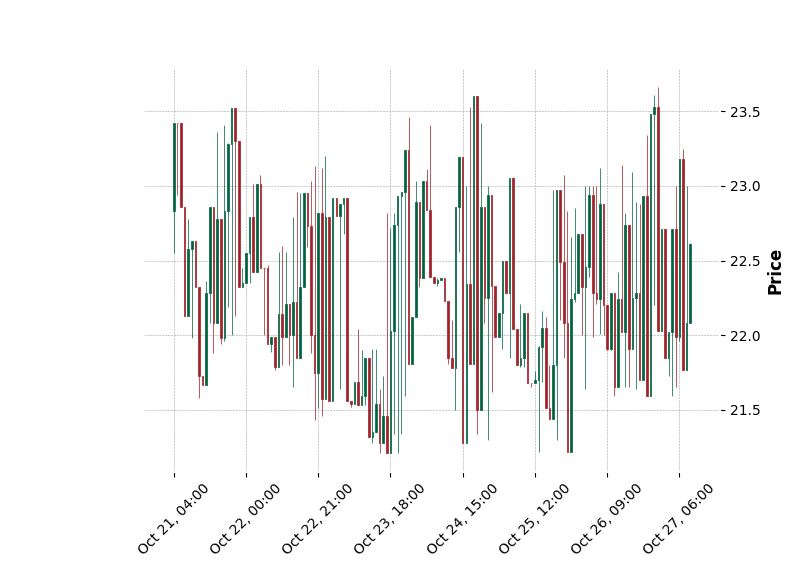 23.5
23.0
22.5
22.0
21.5
Price
Oct 21, 04:00
Oct 22, 00:00
Oct 22, 21:00
Oct 23, 18:00
Oct 24, 15:00
Oct 25, 12:00
Oct 26, 09:00
Oct 27, 06:00